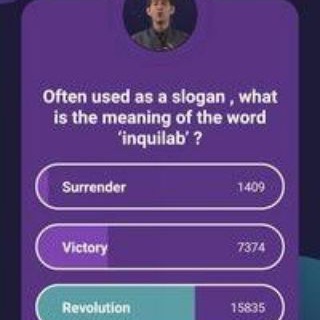 Often used as a slogan , what
is the meaning of the word
‘inquilab’ ?
Surrender 1409
Victory 7374
Revolution 15835